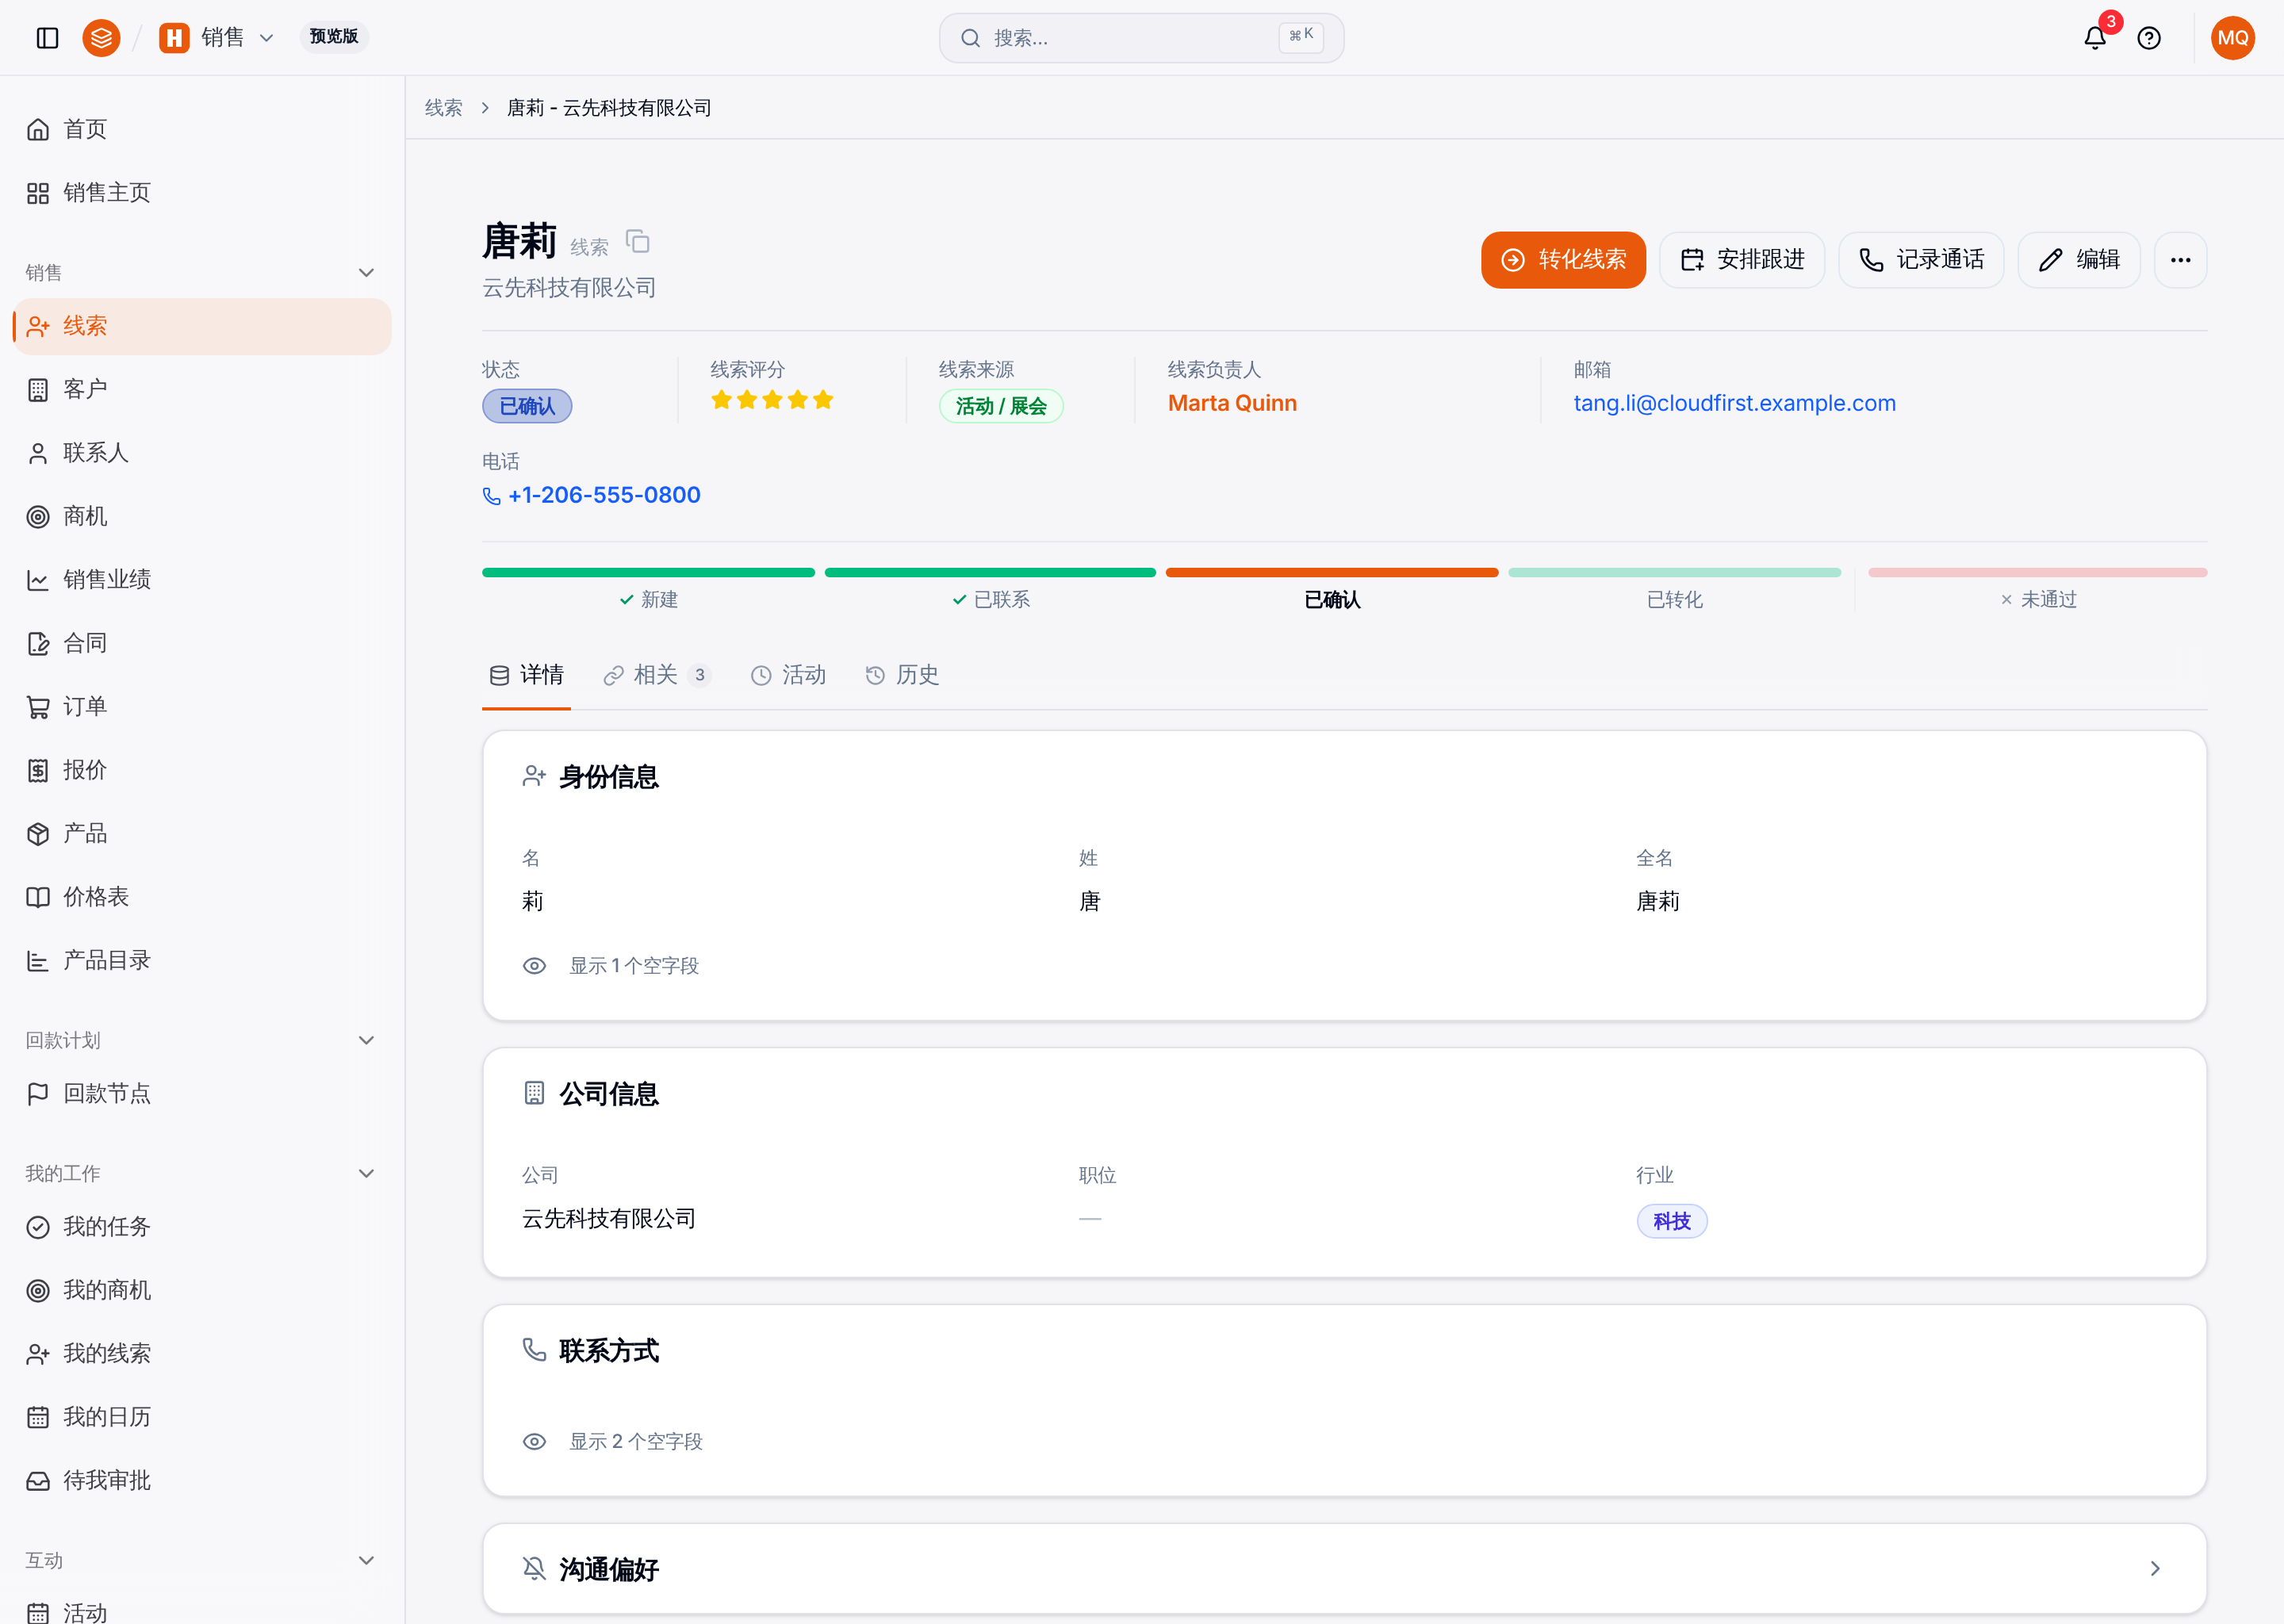 H 销售 预览版
搜索... ⌘K
3
MQ
首页
销售主页
销售
线索
客户
联系人
商机
销售业绩
合同
订单
报价
产品
价格表
产品目录
回款计划
回款节点
我的工作
我的任务
我的商机
我的线索
我的日历
待我审批
互动
活动
线索 > 唐莉 - 云先科技有限公司
唐莉 线索
云先科技有限公司
转化线索 安排跟进 记录通话 编辑
状态 线索评分 线索来源 线索负责人 邮箱
已确认 活动 / 展会 Marta Quinn tang.li@cloudfirst.example.com
电话
+1-206-555-0800
新建 已联系 已确认 已转化 未通过
详情 相关 3 活动 历史
身份信息
名 姓 全名
莉 唐 唐莉
显示 1 个空字段
公司信息
公司 职位 行业
云先科技有限公司 — 科技
联系方式
显示 2 个空字段
沟通偏好